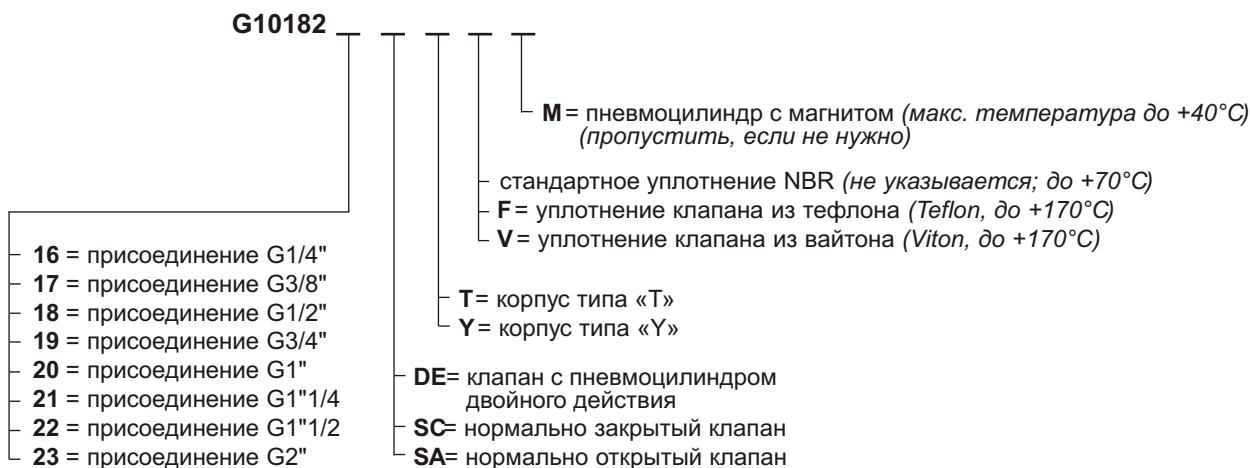 G10182
M = пневмоцилиндр с магнитом (макс. температура до +40°C)
(пропустить, если не нужно)
стандартное уплотнение NBR (не указывается; до +70°C)
F = уплотнение клапана из тефлона (Teflon, до +170°C)
V = уплотнение клапана из вайтона (Viton, до +170°C)
16 = присоединение G1/4"
17 = присоединение G3/8"
18 = присоединение G1/2"
19 = присоединение G3/4"
20 = присоединение G1"
21 = присоединение G1"1/4
22 = присоединение G1"1/2
23 = присоединение G2"
T = корпус типа «T»
Y = корпус типа «Y»
DE= клапан с пневмоцилиндром
двойного действия
SC= нормально закрытый клапан
SA= нормально открытый клапан